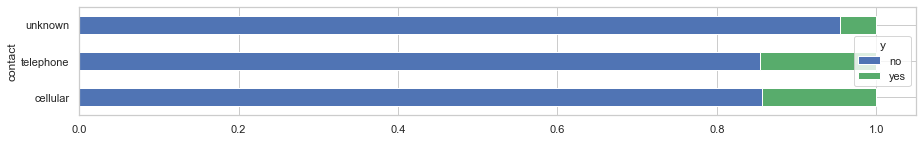 unknown
telephone
cellular
contact
y
no
yes
0.0 0.2 0.4 0.6 0.8 1.0